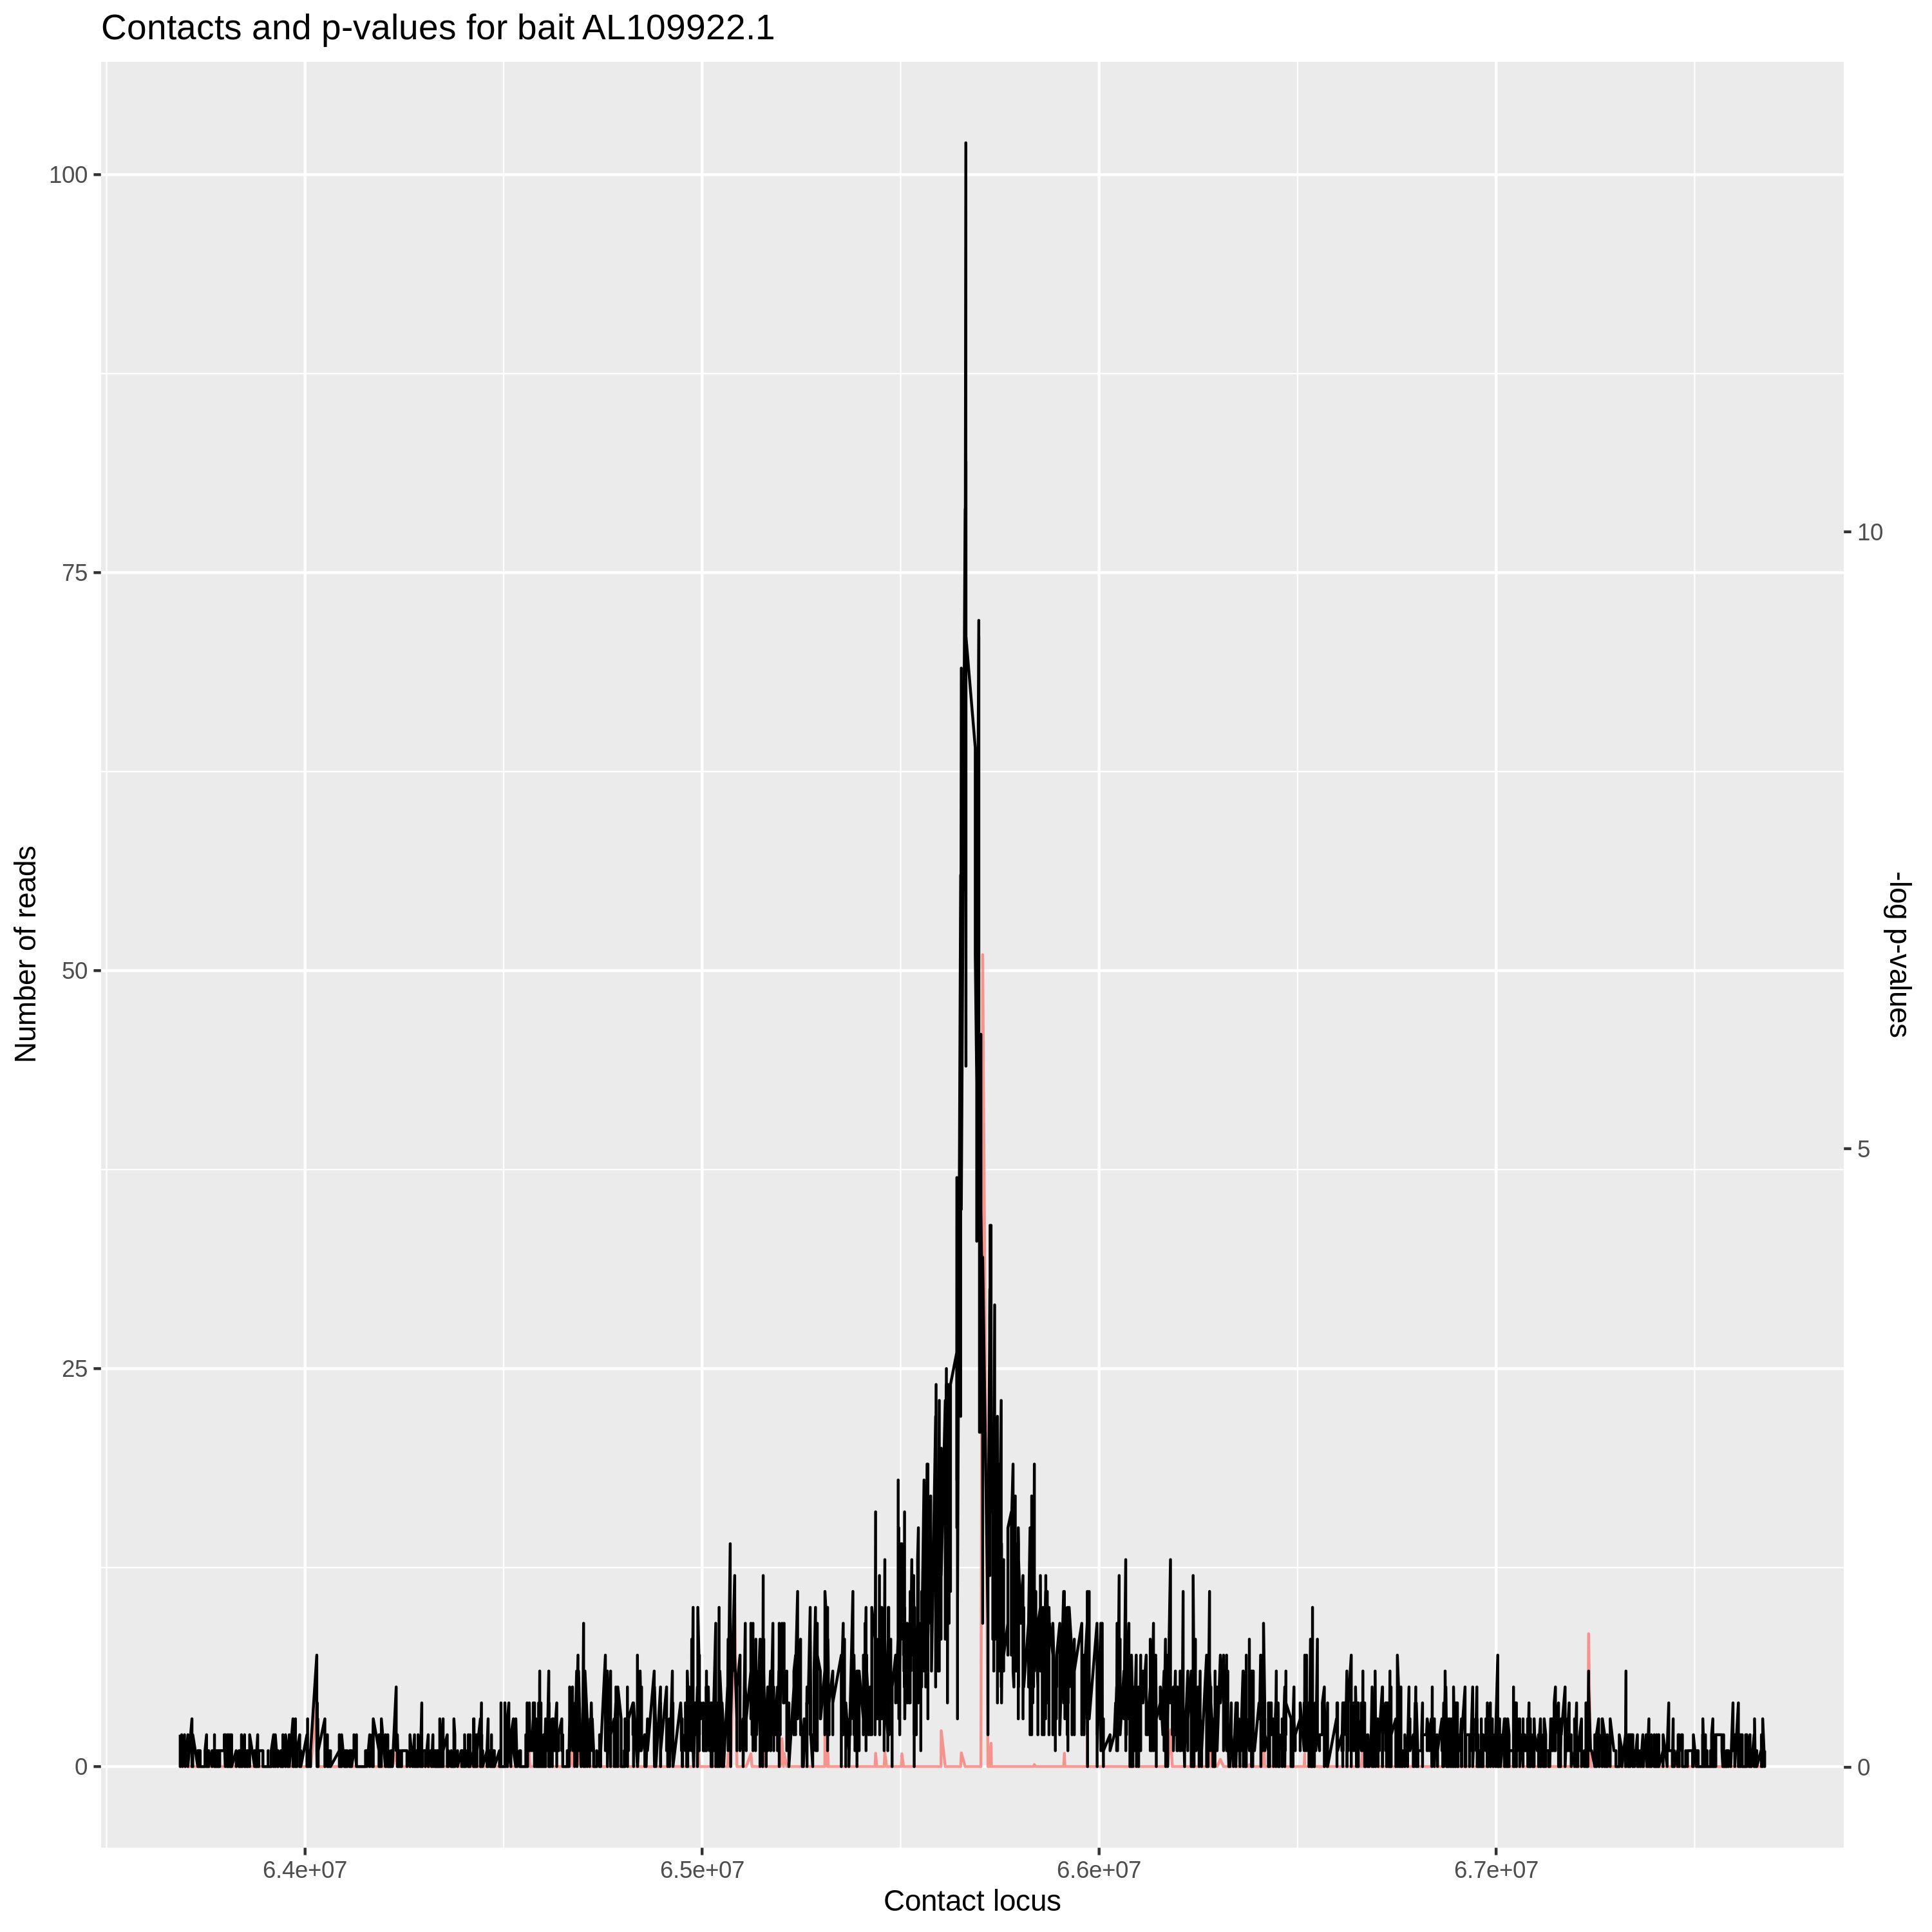 Contacts and p-values for bait AL109922.1
100
75
50
25
0
Number of reads
10
5
0
-log p-values
6.4e+07
6.5e+07
6.6e+07
6.7e+07
Contact locus